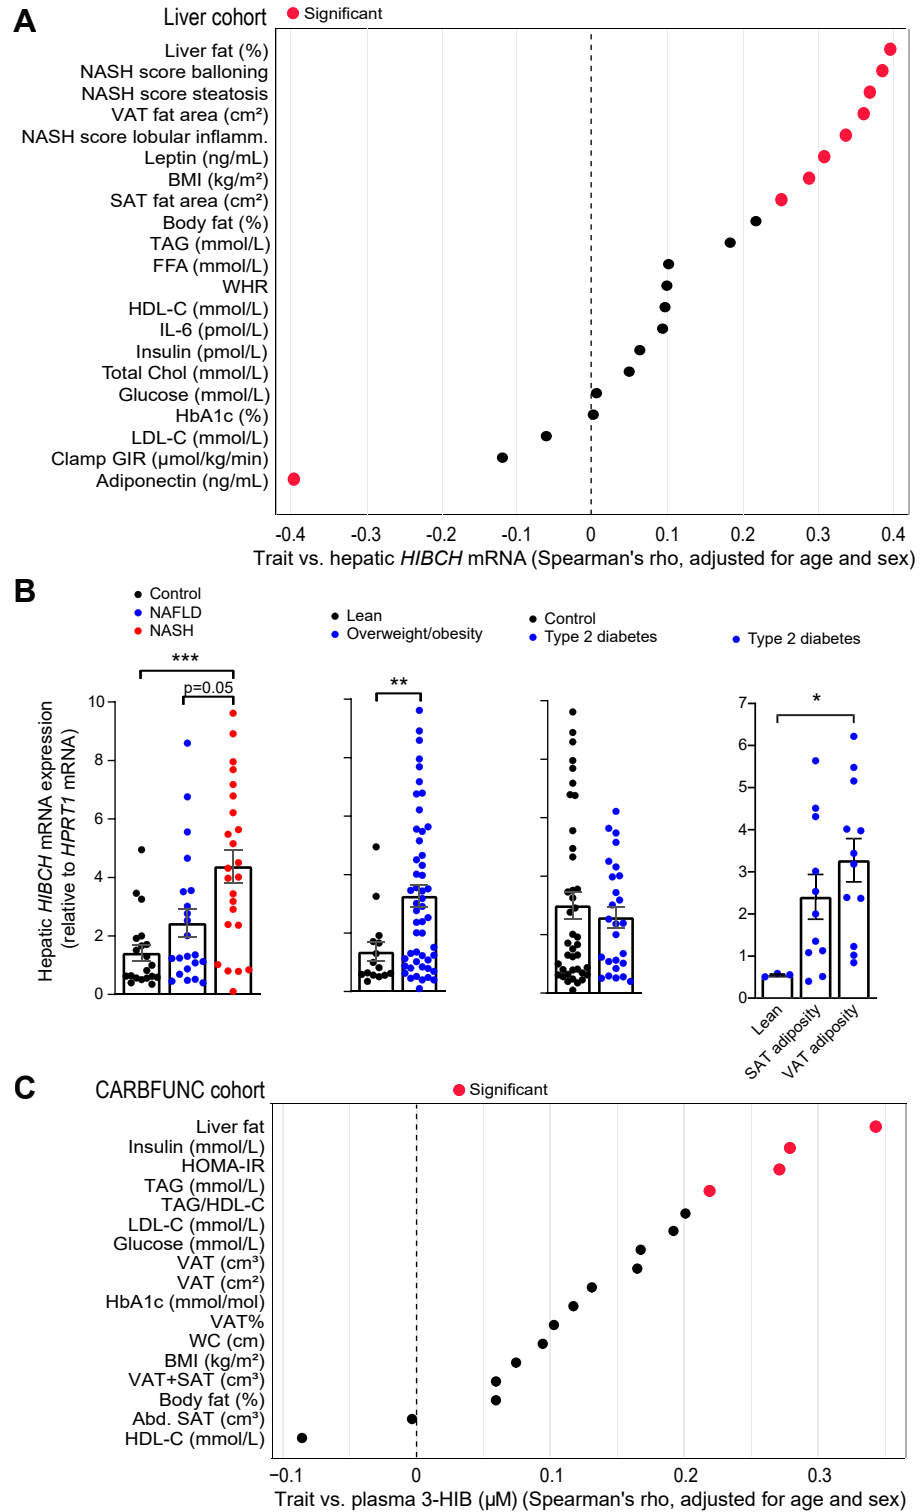 A
Liver cohort
Significant
Liver fat (%)
NASH score balloning
NASH score steatosis
VAT fat area (cm²)
NASH score lobular inflamm.
Leptin (ng/mL)
BMI (kg/m²)
SAT fat area (cm²)
Body fat (%)
TAG (mmol/L)
FFA (mmol/L)
WHR
HDL-C (mmol/L)
IL-6 (pmol/L)
Insulin (pmol/L)
Total Chol (mmol/L)
Glucose (mmol/L)
HbA1c (%)
LDL-C (mmol/L)
Clamp GIR (µmol/kg/min)
Adiponectin (ng/mL)
-0.4 -0.3 -0.2 -0.1 0 0.1 0.2 0.3 0.4
Trait vs. hepatic HIBCH mRNA (Spearman's rho, adjusted for age and sex)
B
Control
NAFLD
NASH
Lean
Overweight/obesity
Control
Type 2 diabetes
Type 2 diabetes
***
p=0.05
**
*
Hepatic HIBCH mRNA expression
(relative to HPRT1 mRNA)
10
8
6
4
2
0
7
6
5
4
3
2
1
0
Lean
SAT adiposity
VAT adiposity
C
CARBFUNC cohort
Significant
Liver fat
Insulin (mmol/L)
HOMA-IR
TAG (mmol/L)
TAG/HDL-C
LDL-C (mmol/L)
Glucose (mmol/L)
VAT (cm³)
VAT (cm²)
HbA1c (mmol/mol)
VAT%
WC (cm)
BMI (kg/m²)
VAT+SAT (cm³)
Body fat (%)
Abd. SAT (cm³)
HDL-C (mmol/L)
−0.1 0 0.1 0.2 0.3
Trait vs. plasma 3-HIB (µM) (Spearman's rho, adjusted for age and sex)